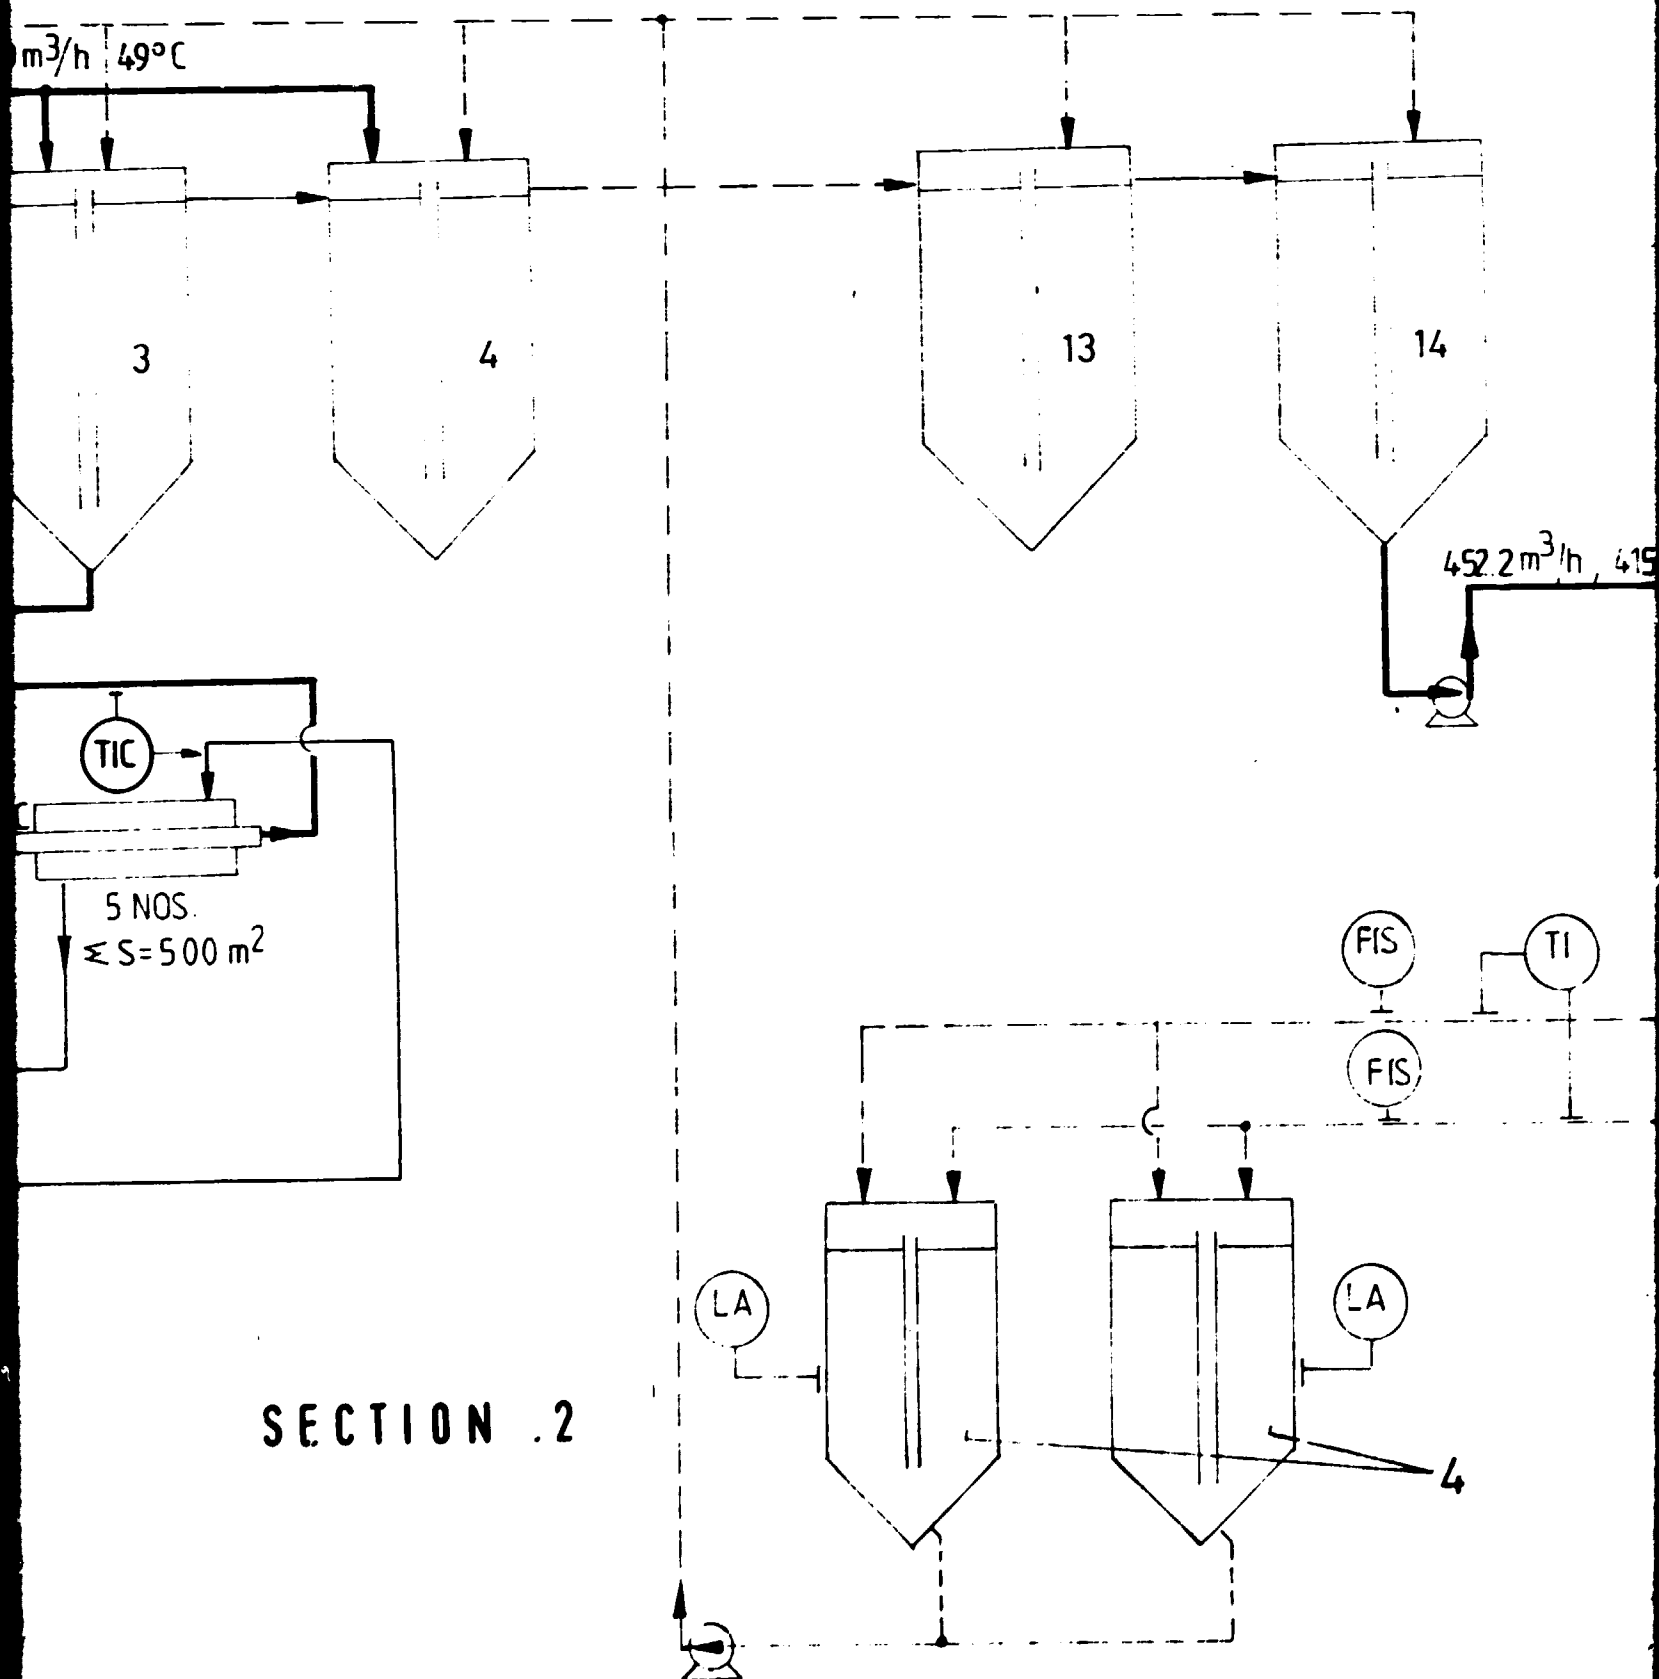 m³/h 49°C
3
4
13
14
452.2 m³/h, 415
TIC
C
5 NOS.
≤ S=500 m²
FIS
TI
FIS
LA
LA
SECTION .2
4